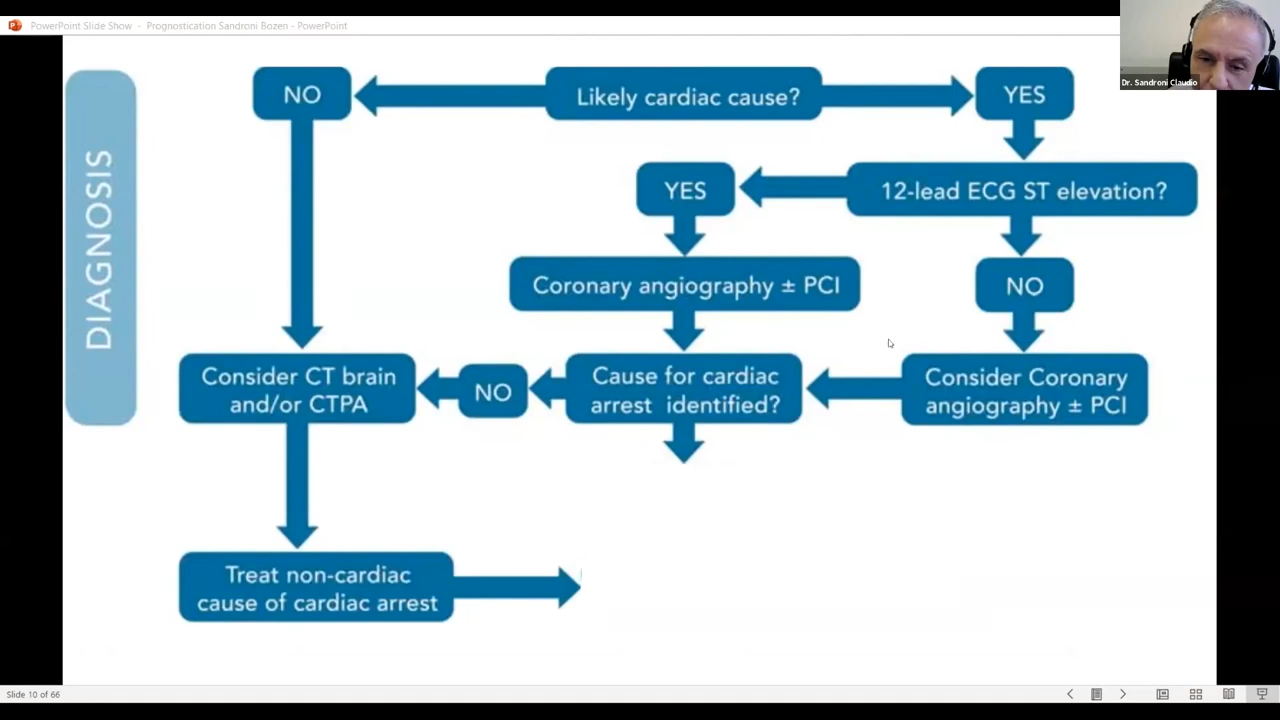 PowerPoint Slide Show - Prognostication Sandroni Bozen - PowerPoint
Dr. Sandroni Claudio
DIAGNOSIS
NO
Likely cardiac cause?
YES
YES
12-lead ECG ST elevation?
Coronary angiography ± PCI
NO
Consider CT brain
and/or CTPA
NO
Cause for cardiac
arrest identified?
Consider Coronary
angiography ± PCI
Treat non-cardiac
cause of cardiac arrest
Slide 10 of 66